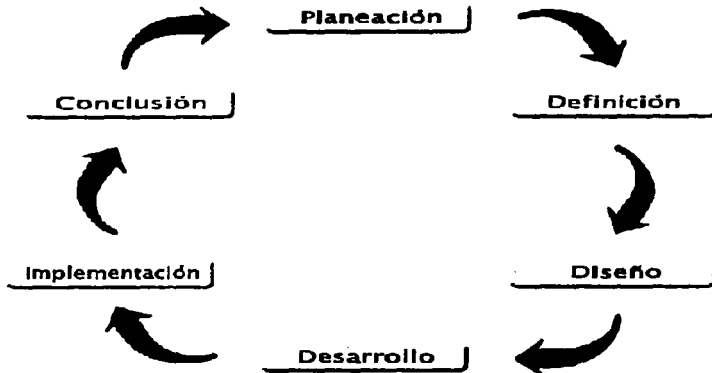 Planeación
Conclusión
Definición
Implementación
Diseño
Desarrollo